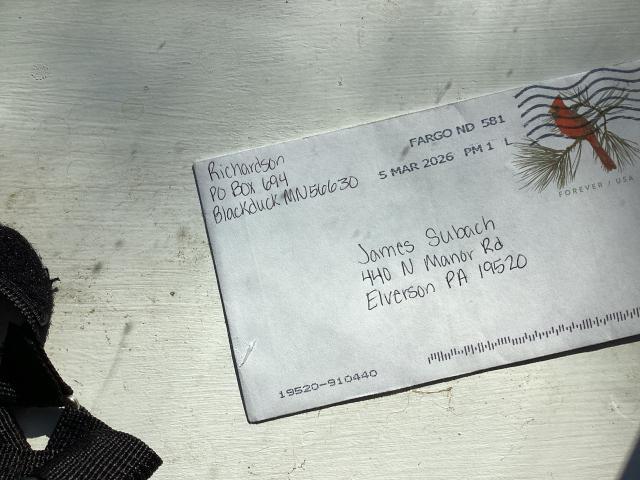 Richardson
PO Box 694
Blackduck MN 56630
FARGO ND 581
5 MAR 2026 PM 1 L
FOREVER / USA
James Subach
440 N Manor Rd
Elverson PA 19520
19520-910440